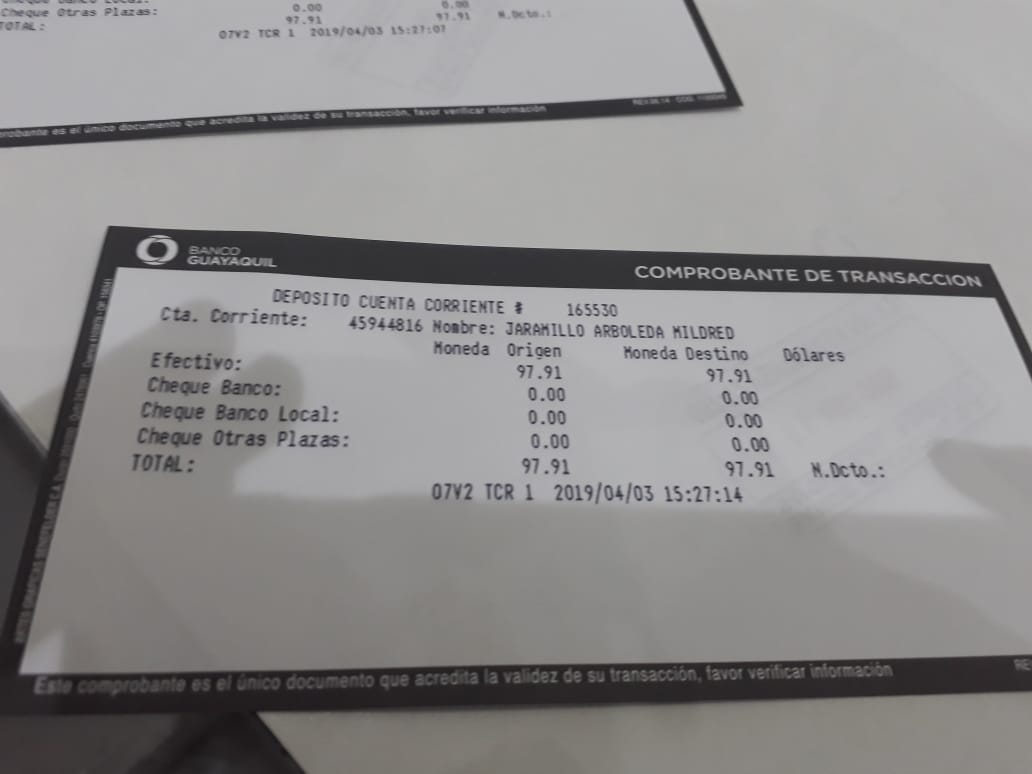 Cheque Otras Plazas: 0.00 0.00
TOTAL: 97.91 97.91 N.Dcto.:
07V2 TCR 1 2019/04/03 15:27:07
es el único documento que acredita la validez de su transacción, favor verificar información
BANCO
GUAYAQUIL
COMPROBANTE DE TRANSACCION
DEPOSITO CUENTA CORRIENTE # 165530
Cta. Corriente: 45944816 Nombre: JARAMILLO ARBOLEDA MILDRED
Moneda Origen Moneda Destino Dólares
Efectivo: 97.91 97.91
Cheque Banco: 0.00 0.00
Cheque Banco Local: 0.00 0.00
Cheque Otras Plazas: 0.00 0.00
TOTAL: 97.91 97.91 N.Dcto.:
07V2 TCR 1 2019/04/03 15:27:14
Este comprobante es el único documento que acredita la validez de su transacción, favor verificar información